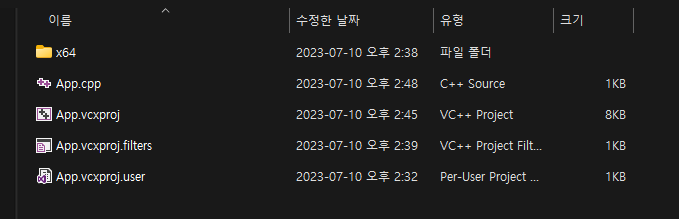 이름 수정한 날짜 유형 크기
x64 2023-07-10 오후 2:38 파일 폴더
App.cpp 2023-07-10 오후 2:48 C++ Source 1KB
App.vcxproj 2023-07-10 오후 2:45 VC++ Project 8KB
App.vcxproj.filters 2023-07-10 오후 2:39 VC++ Project Filt... 1KB
App.vcxproj.user 2023-07-10 오후 2:32 Per-User Project ... 1KB